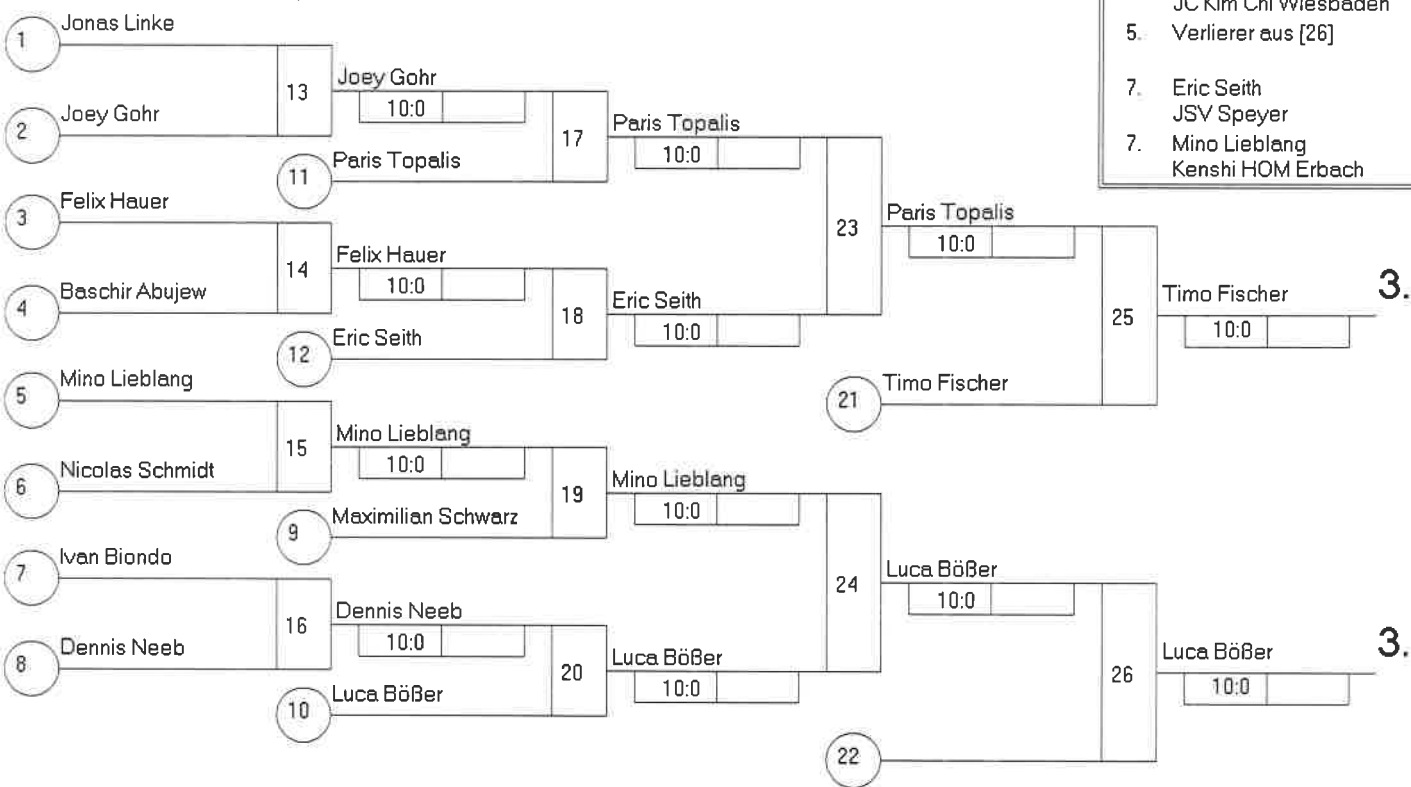 JC Kim Chi Wiesbaden
5. Verlierer aus [26]
7. Eric Seith
JSV Speyer
7. Mino Lieblang
Kenshi HOM Erbach
1 Jonas Linke
13
Joey Gohr
10:0
2 Joey Gohr
17
Paris Topalis
10:0
11 Paris Topalis
3 Felix Hauer
23
Paris Topalis
10:0
14
Felix Hauer
10:0
4 Baschir Abujew
18
Eric Seith
10:0
12 Eric Seith
25
Timo Fischer
10:0
3.
5 Mino Lieblang
21 Timo Fischer
15
Mino Lieblang
10:0
6 Nicolas Schmidt
19
Mino Lieblang
10:0
9 Maximilian Schwarz
7 Ivan Biondo
24
Luca Bößer
10:0
16
Dennis Neeb
10:0
8 Dennis Neeb
20
Luca Bößer
10:0
26
Luca Bößer
10:0
3.
10 Luca Bößer
22